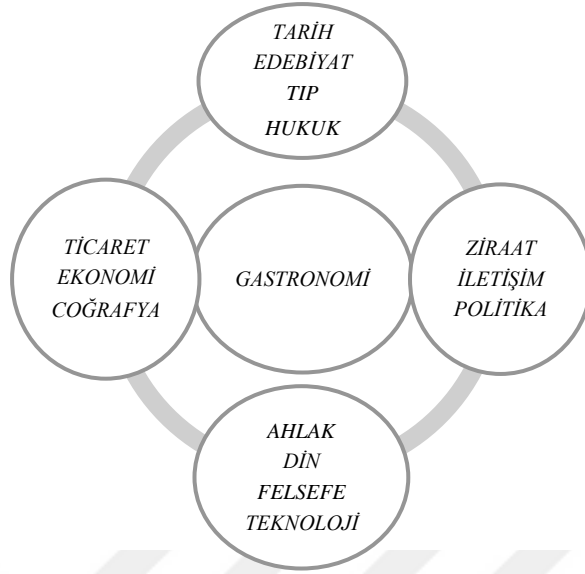 TARİH
EDEBİYAT
TIP
HUKUK
TİCARET
EKONOMİ
COĞRAFYA
GASTRONOMİ
ZİRAAT
İLETİŞİM
POLİTİKA
AHLAK
DİN
FELSEFE
TEKNOLOJİ